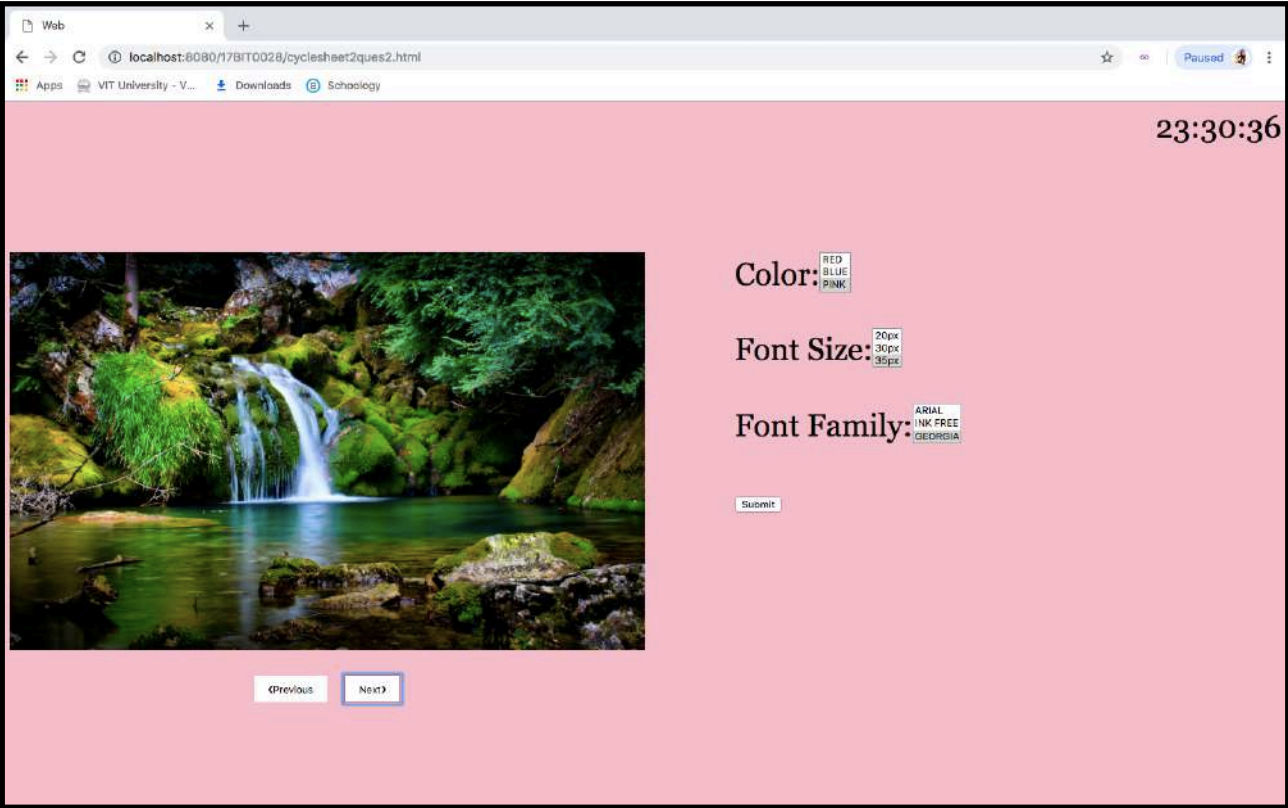 Web
localhost:8080/17BIT0028/cyclesheet2ques2.html
Paused
Apps VIT University - V... Downloads Schoology
23:30:36
Color:
RED
BLUE
PINK
Font Size:
20px
30px
35px
Font Family:
ARIAL
INK FREE
GEORGIA
Submit
❮Previous Next❯